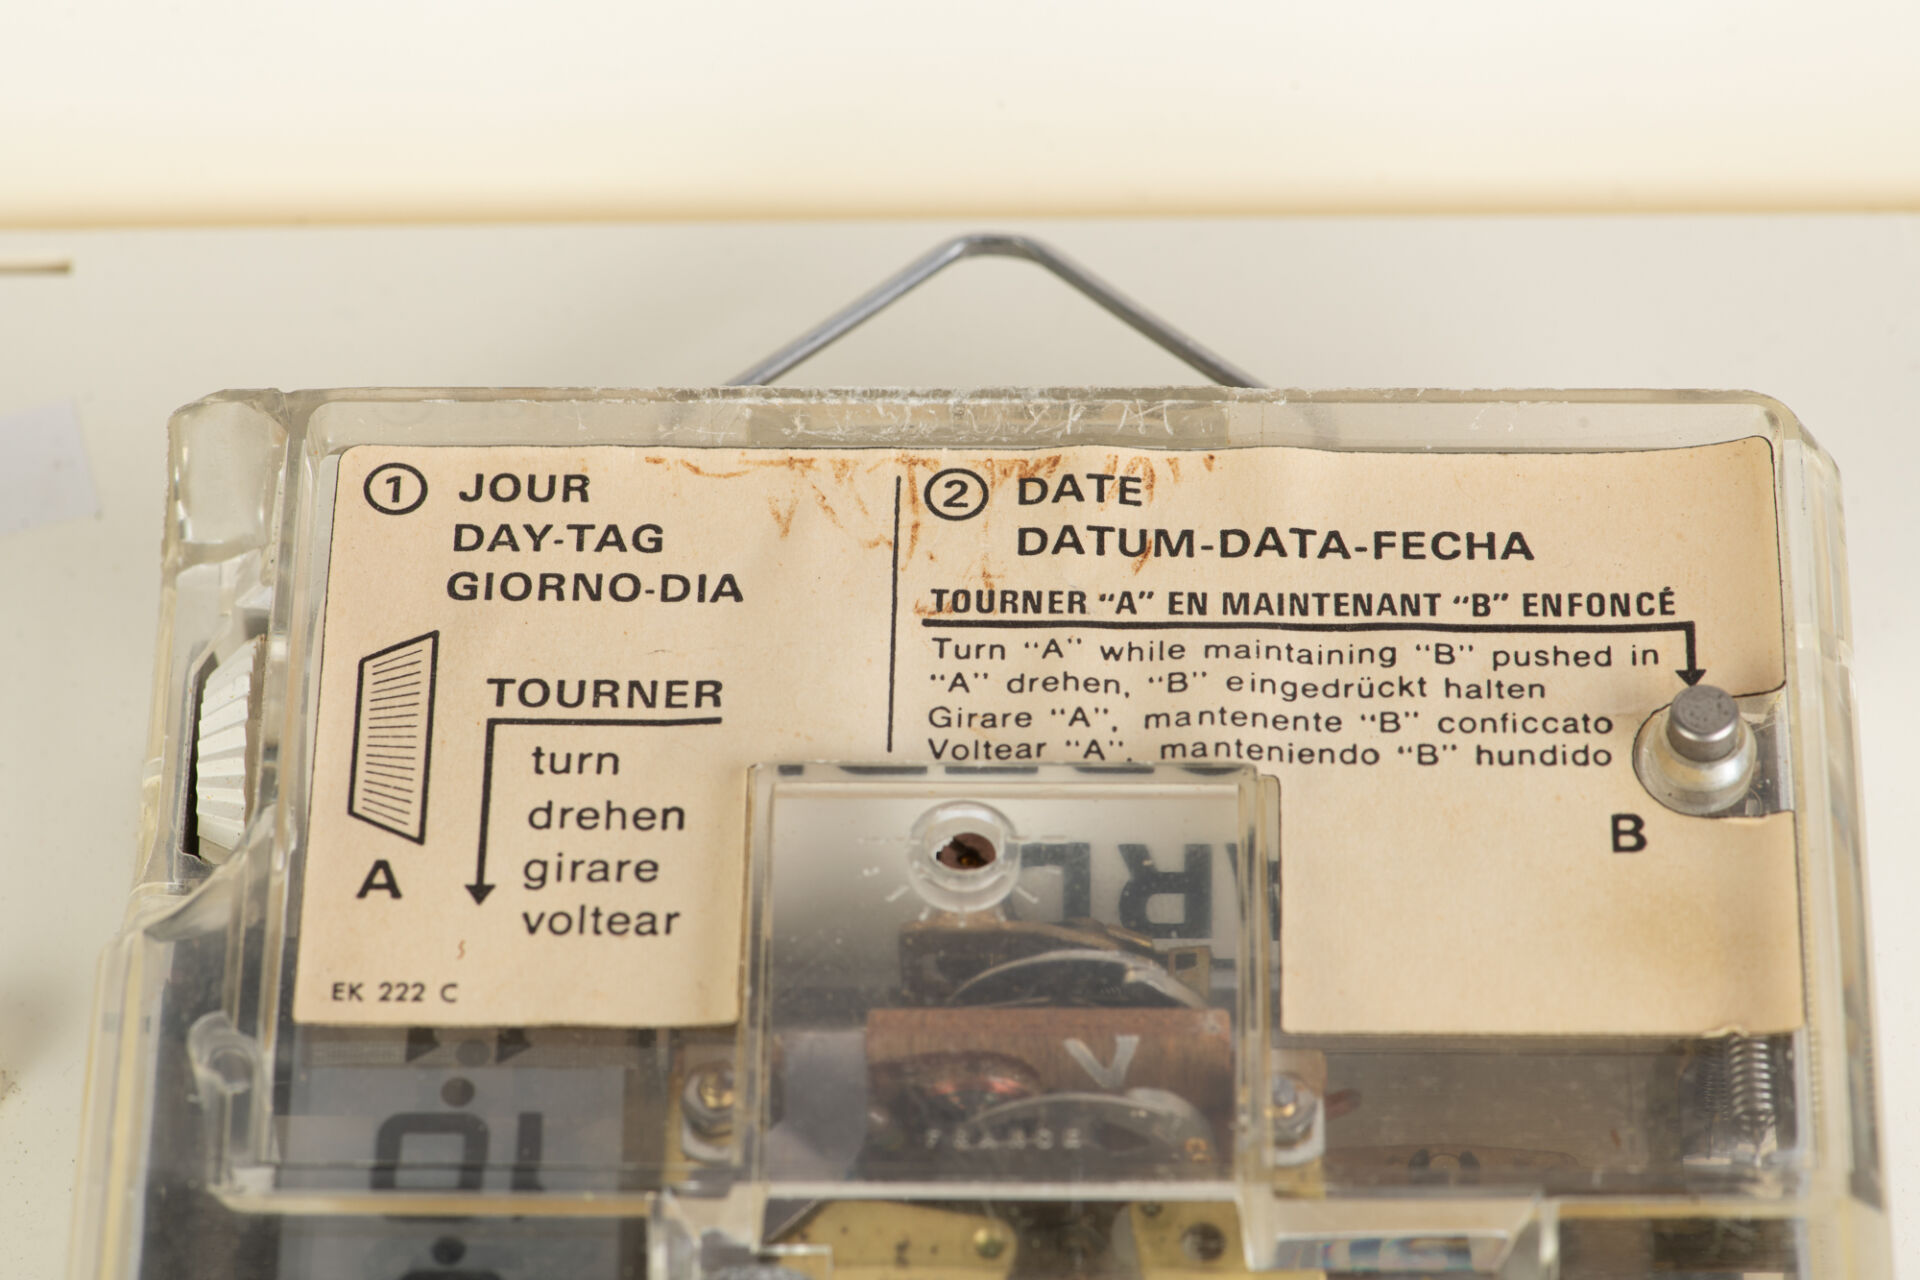 1 JOUR
DAY-TAG
GIORNO-DIA
TOURNER
turn
drehen
girare
voltear
A
EK 222 C
2 DATE
DATUM-DATA-FECHA
TOURNER "A" EN MAINTENANT "B" ENFONCÉ
Turn "A" while maintaining "B" pushed in
"A" drehen, "B" eingedrückt halten
Girare "A", mantenente "B" conficcato
Voltear "A", manteniendo "B" hundido
B
V
FRANCE
10